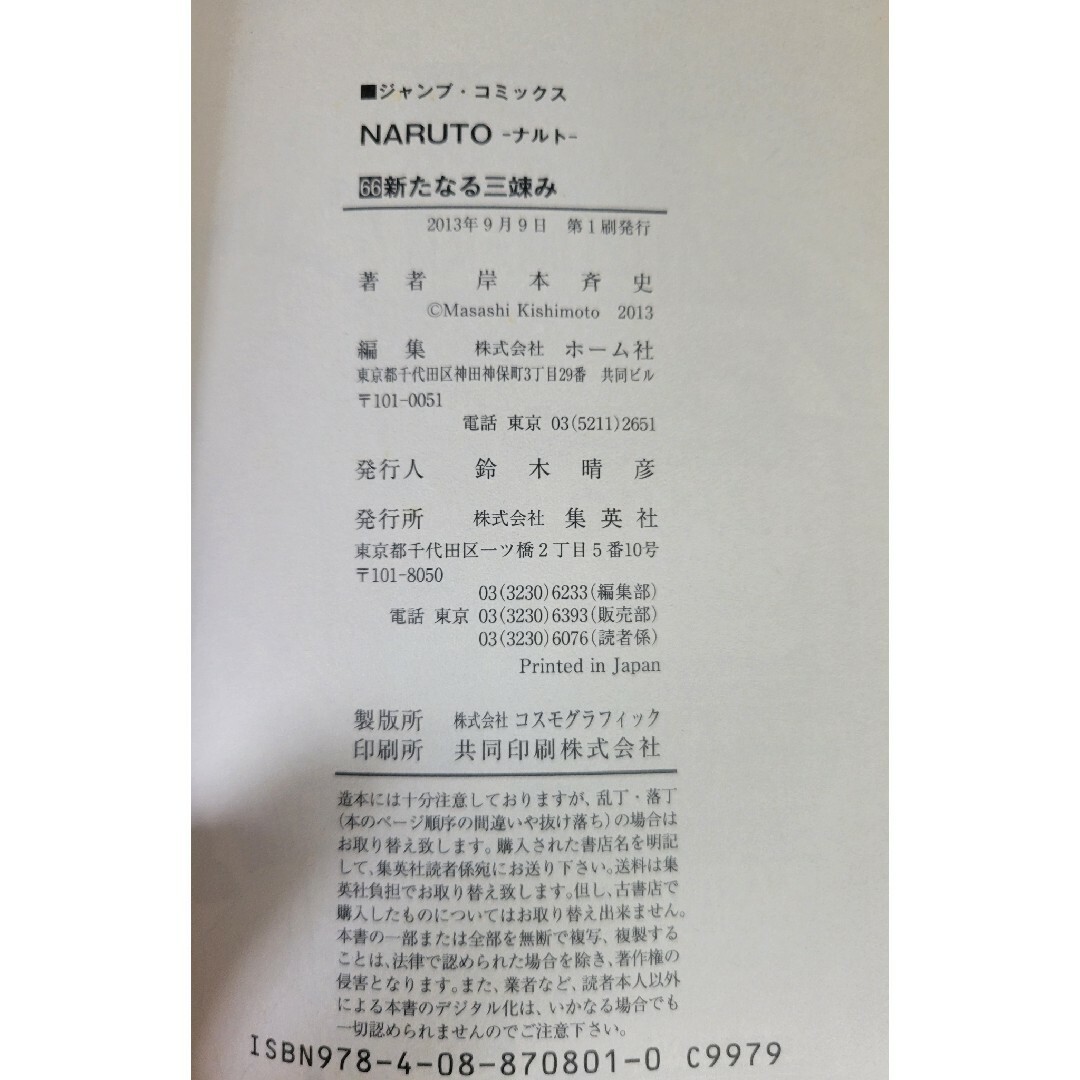 ■ジャンプ・コミックス
NARUTO -ナルト-
66新たなる三竦み
2013年9月9日 第1刷発行
著者 岸本斉史
©Masashi Kishimoto 2013
編集 株式会社 ホーム社
東京都千代田区神田神保町3丁目29番 共同ビル
〒101-0051
電話 東京 03(5211)2651
発行人 鈴木晴彦
発行所 株式会社 集英社
東京都千代田区一ツ橋2丁目5番10号
〒101-8050
03(3230)6233(編集部)
電話 東京 03(3230)6393(販売部)
03(3230)6076(読者係)
Printed in Japan
製版所 株式会社 コスモグラフィック
印刷所 共同印刷株式会社
造本には十分注意しておりますが、乱丁・落丁
(本のページ順序の間違いや抜け落ち)の場合は
お取り替え致します。購入された書店名を明記
して、集英社読者係宛にお送り下さい。送料は集
英社負担でお取り替え致します。但し、古書店で
購入したものについてはお取り替え出来ません。
本書の一部または全部を無断で複写、複製する
ことは、法律で認められた場合を除き、著作権の
侵害となります。また、業者など、読者本人以外
による本書のデジタル化は、いかなる場合でも
一切認められませんのでご注意下さい。
ISBN978-4-08-870801-0 C9979